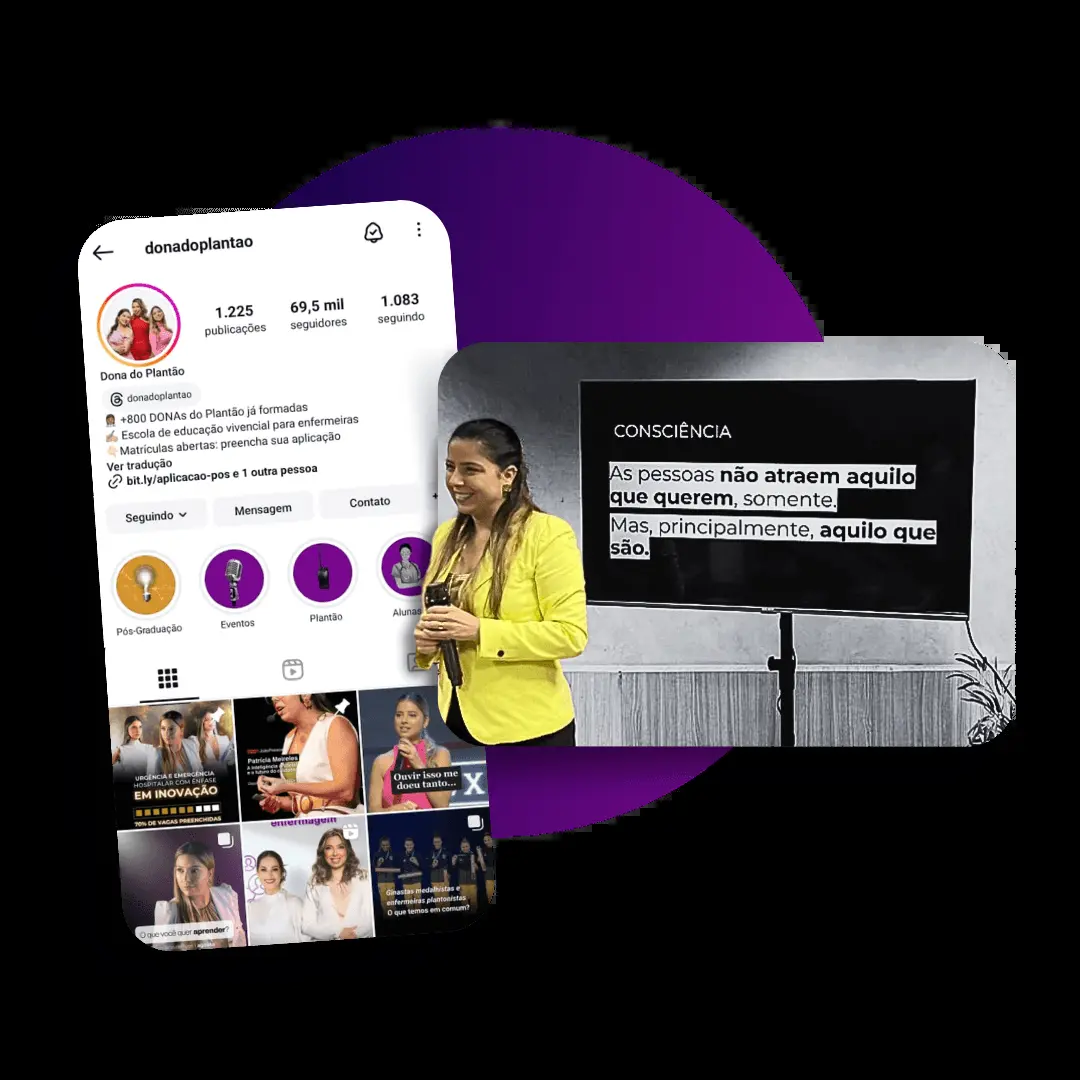 donadoplantao
1.225
publicações
69,5 mil
seguidores
1.083
seguindo
Dona do Plantão
donadoplantao
+800 DONAs do Plantão já formadas
Escola de educação vivencial para enfermeiras
Matrículas abertas: preencha sua aplicação
Ver tradução
bit.ly/aplicacao-pos e 1 outra pessoa
Seguindo
Mensagem
Contato
Pós-Graduação
Eventos
Plantão
Alunas
URGÊNCIA E EMERGÊNCIA
HOSPITALAR COM ÊNFASE
EM INOVAÇÃO
70% DE VAGAS PREENCHIDAS
Patrícia Meireles
Ouvir isso me
doeu tanto...
X
O que você quer aprender?
enfermagem
Ginastas medalhistas e
enfermeiras plantonistas
O que temos em comum?
CONSCIÊNCIA
As pessoas não atraem aquilo
que querem, somente.
Mas, principalmente, aquilo que
são.